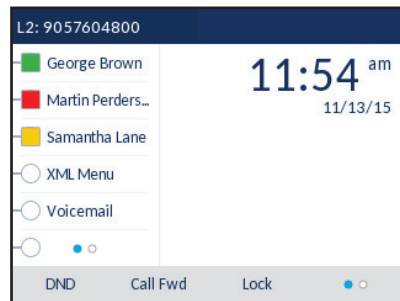 L2: 9057604800
George Brown
Martin Perders...
Samantha Lane
XML Menu
Voicemail
11:54 am
11/13/15
DND Call Fwd Lock